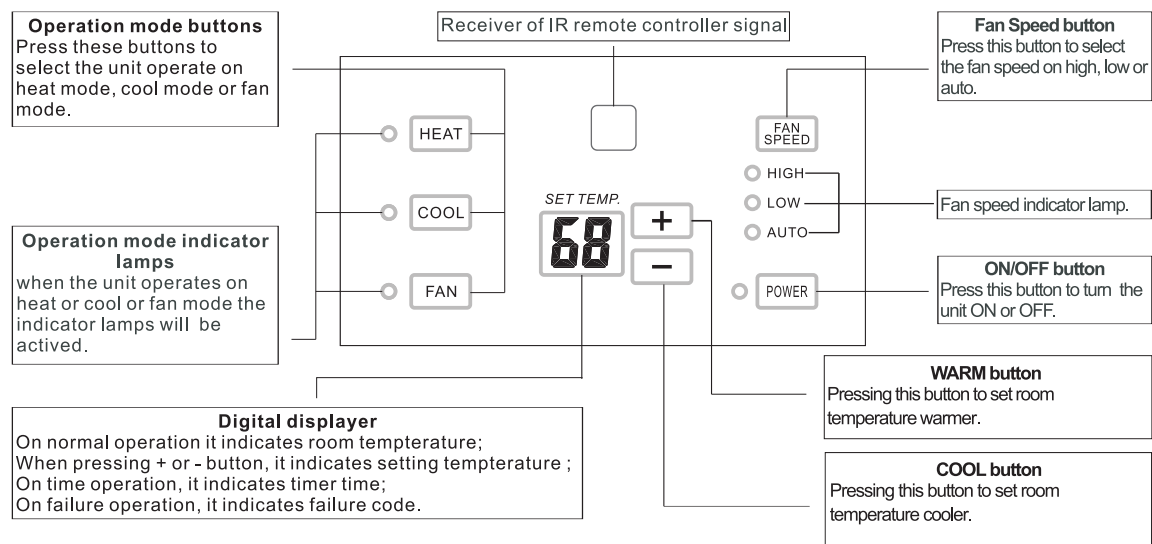 Operation mode buttons
Press these buttons to
select the unit operate on
heat mode, cool mode or fan
mode.
Receiver of IR remote controller signal
Fan Speed button
Press this button to select
the fan speed on high, low or
auto.
HEAT
COOL
FAN
SET TEMP.
68
+
-
FAN
SPEED
HIGH
LOW
AUTO
POWER
Fan speed indicator lamp.
Operation mode indicator
lamps
when the unit operates on
heat or cool or fan mode the
indicator lamps will be
actived.
ON/OFF button
Press this button to turn the
unit ON or OFF.
WARM button
Pressing this button to set room
temperature warmer.
Digital displayer
On normal operation it indicates room tempterature;
When pressing + or - button, it indicates setting tempterature ;
On time operation, it indicates timer time;
On failure operation, it indicates failure code.
COOL button
Pressing this button to set room
temperature cooler.